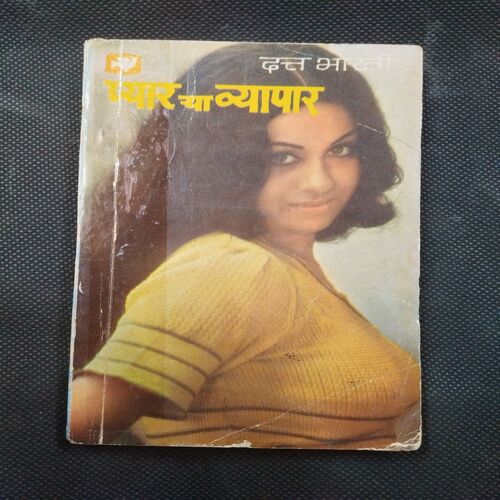 दत्त भारती
प्यार या व्यापार